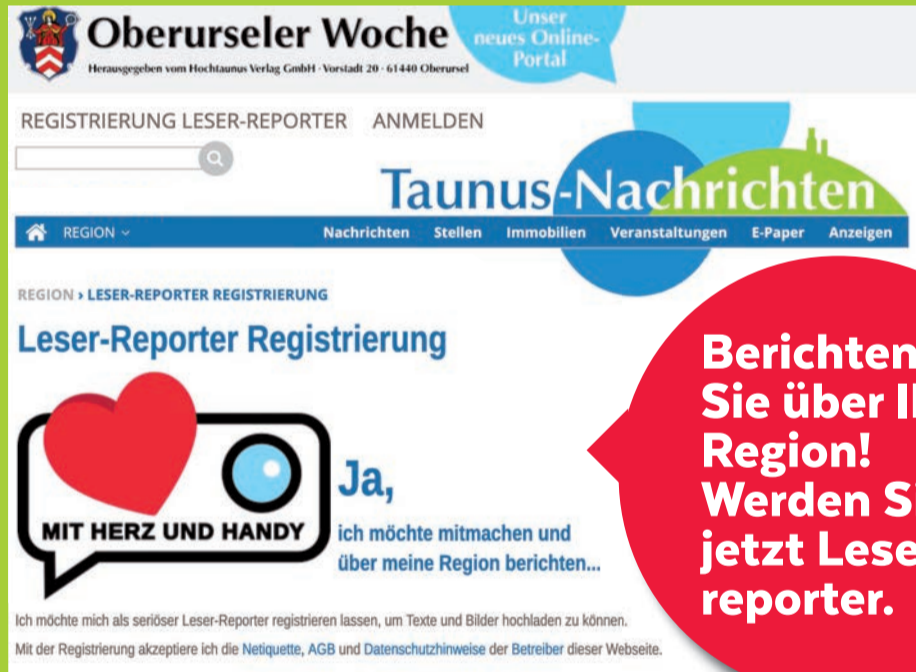 Oberurseler Woche
Herausgegeben vom Hochtaunus Verlag GmbH · Vorstadt 20 · 61440 Oberursel
Unser
neues Online-
Portal
REGISTRIERUNG LESER-REPORTER ANMELDEN
Taunus-Nachrichten
REGION Nachrichten Stellen Immobilien Veranstaltungen E-Paper Anzeigen
REGION › LESER-REPORTER REGISTRIERUNG
Leser-Reporter Registrierung
MIT HERZ UND HANDY
Ja,
ich möchte mitmachen und
über meine Region berichten...
Berichten
Sie über
Region!
Werden
jetzt
reporter.
Ich möchte mich als seriöser Leser-Reporter registrieren lassen, um Texte und Bilder hochladen zu können.
Mit der Registrierung akzeptiere ich die Netiquette, AGB und Datenschutzhinweise der Betreiber dieser Webseite.